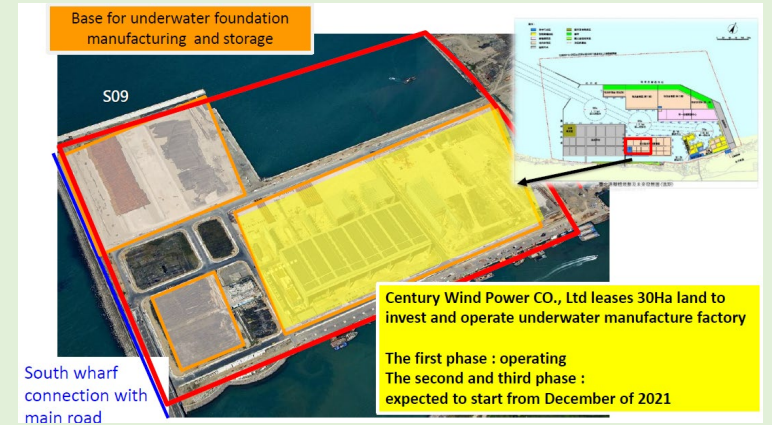 Base for underwater foundation
manufacturing and storage
S09
Century Wind Power CO., Ltd leases 30Ha land to
invest and operate underwater manufacture factory
The first phase : operating
The second and third phase :
expected to start from December of 2021
South wharf
connection with
main road